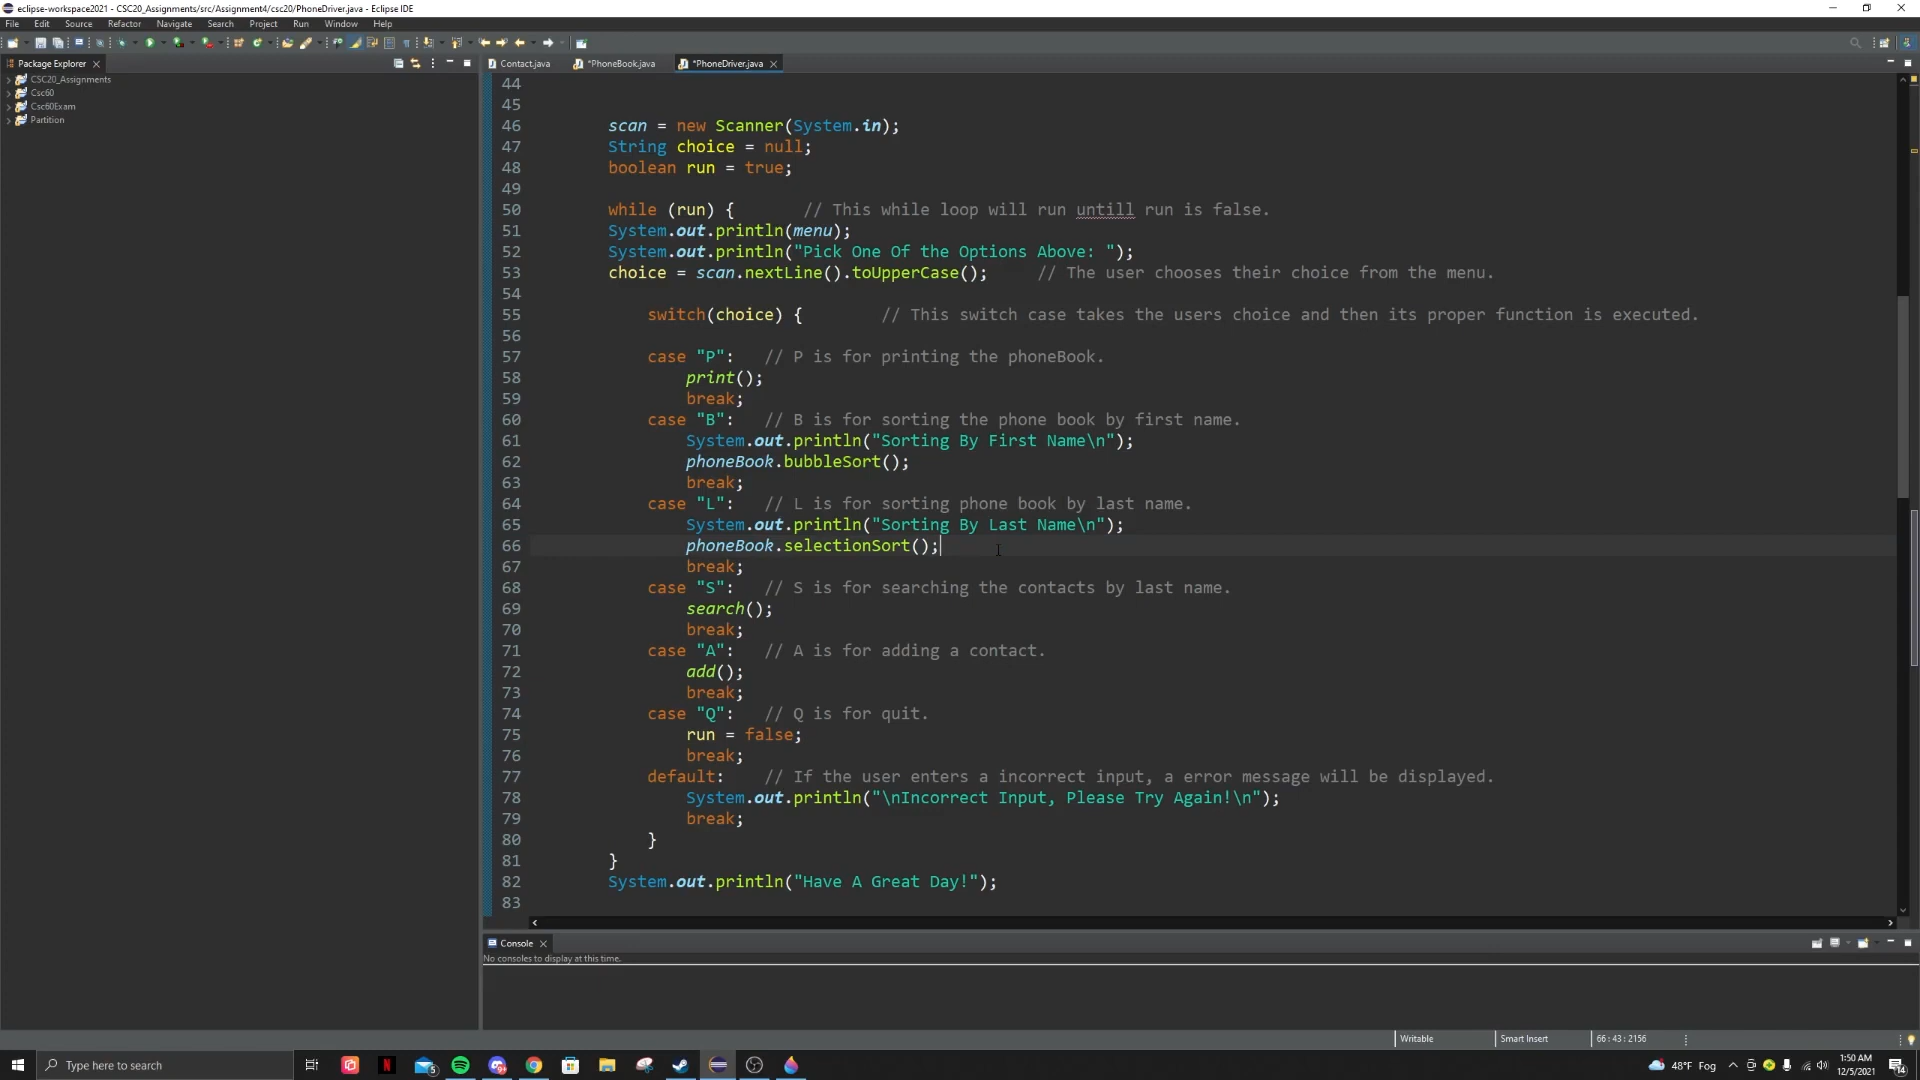 eclipse-workspace2021 - CSC20_Assignments/src/Assignment4/csc20/PhoneDriver.java - Eclipse IDE
File Edit Source Refactor Navigate Search Project Run Window Help
Package Explorer
Contact.java *PhoneBook.java *PhoneDriver.java
CSC20_Assignments
Csc60
Csc60Exam
Partition
44
45
46 scan = new Scanner(System.in);
47 String choice = null;
48 boolean run = true;
49
50 while (run) { // This while loop will run untill run is false.
51 System.out.println(menu);
52 System.out.println("Pick One Of the Options Above: ");
53 choice = scan.nextLine().toUpperCase(); // The user chooses their choice from the menu.
54
55 switch(choice) { // This switch case takes the users choice and then its proper function is executed.
56
57 case "P": // P is for printing the phoneBook.
58 print();
59 break;
60 case "B": // B is for sorting the phone book by first name.
61 System.out.println("Sorting By First Name\n");
62 phoneBook.bubbleSort();
63 break;
64 case "L": // L is for sorting phone book by last name.
65 System.out.println("Sorting By Last Name\n");
66 phoneBook.selectionSort();
67 break;
68 case "S": // S is for searching the contacts by last name.
69 search();
70 break;
71 case "A": // A is for adding a contact.
72 add();
73 break;
74 case "Q": // Q is for quit.
75 run = false;
76 break;
77 default: // If the user enters a incorrect input, a error message will be displayed.
78 System.out.println("\nIncorrect Input, Please Try Again!\n");
79 break;
80 }
81 }
82 System.out.println("Have A Great Day!");
83
Console
No consoles to display at this time.
Writable Smart Insert 66 : 43 : 2156
Type here to search
48°F Fog
1:50 AM
12/5/2021